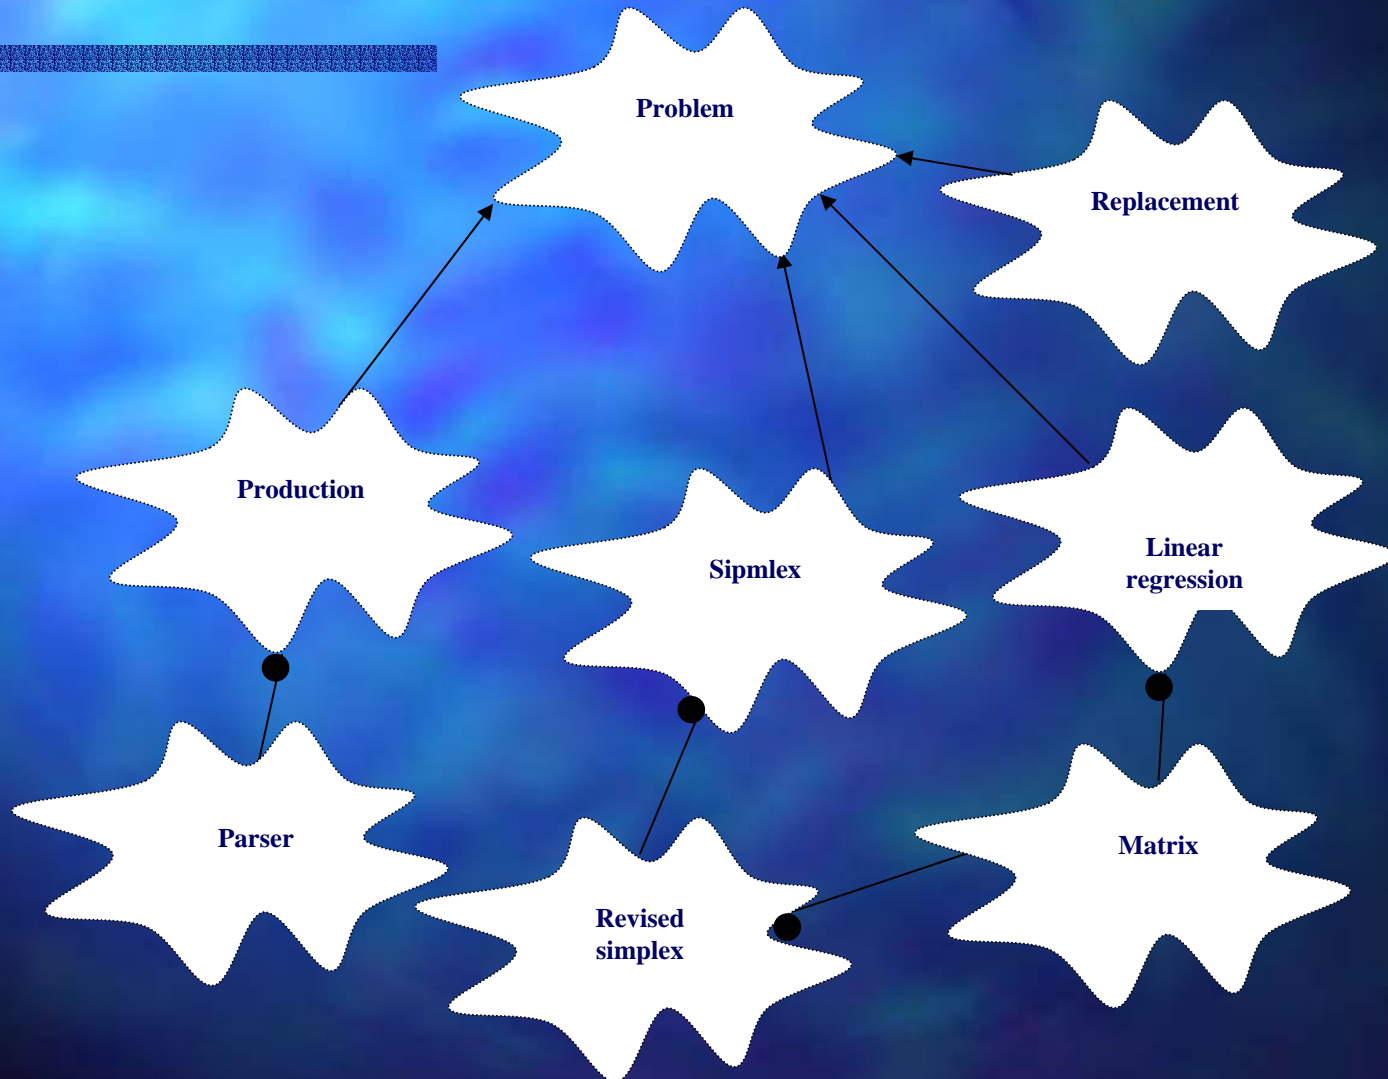 Problem
Replacement
Production
Sipmlex
Linear
regression
Parser
Matrix
Revised
simplex